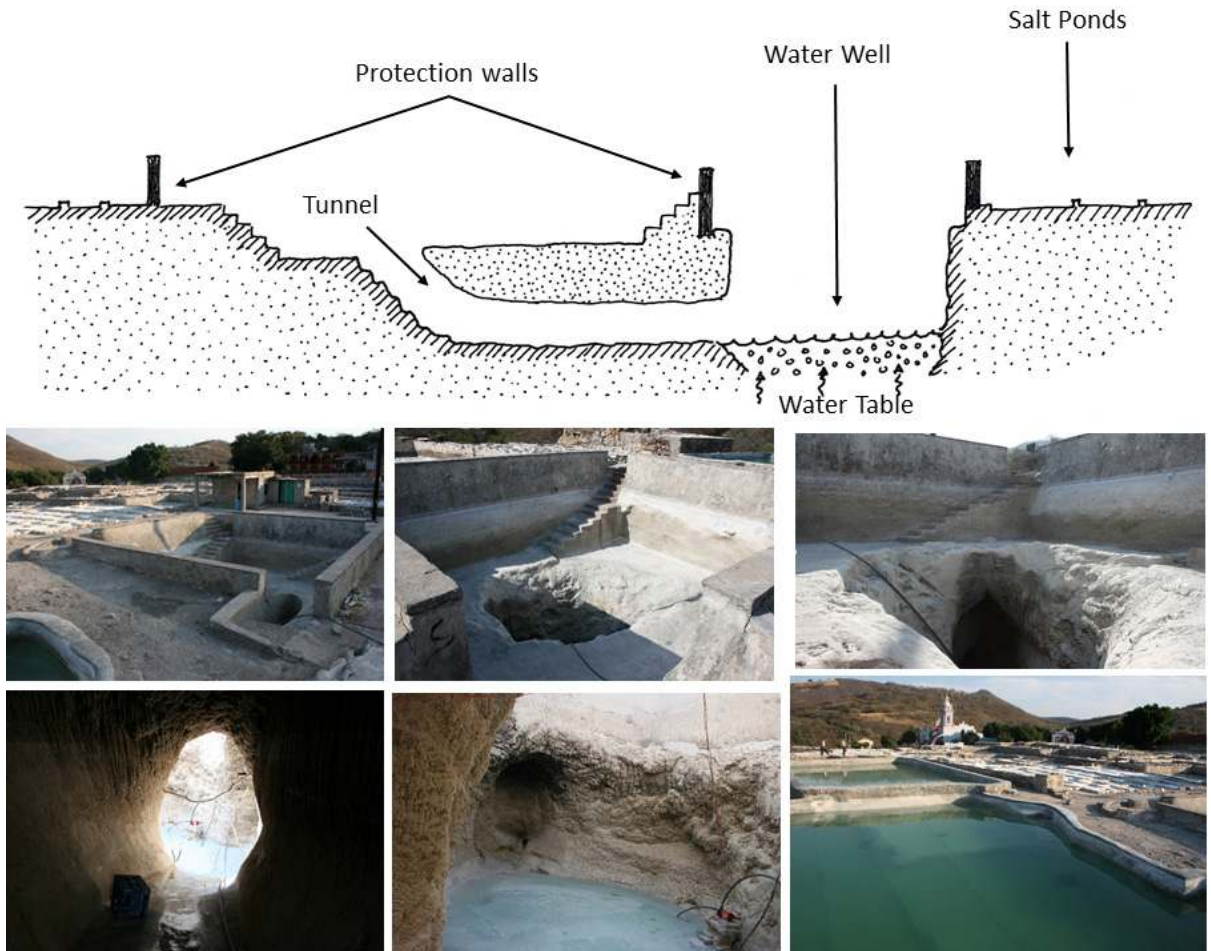 Salt Ponds
Water Well
Protection walls
Tunnel
Water Table